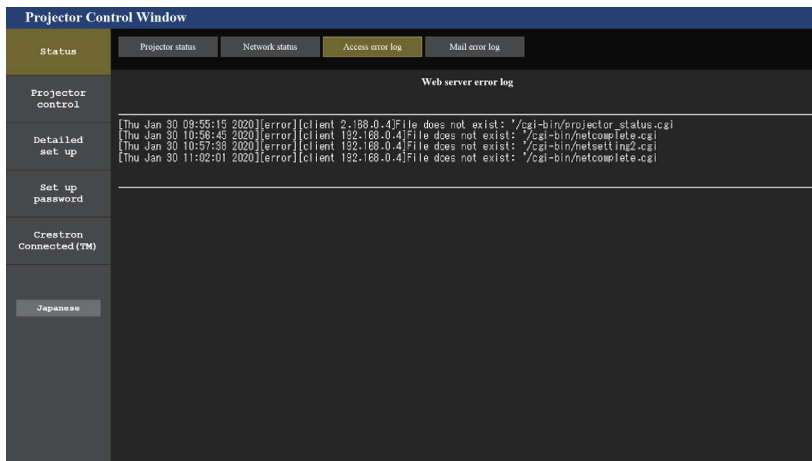 Projector Control Window
Status
Projector status
Network status
Access error log
Mail error log
Projector
control
Detailed
set up
Set up
password
Crestron
Connected(TM)
Japanese
Web server error log
[Thu Jan 30 09:55:15 2020][error][client 2.168.0.4]File does not exist: '/cgi-bin/projector_status.cgi
[Thu Jan 30 10:56:45 2020][error][client 192.168.0.4]File does not exist: '/cgi-bin/netcomplete.cgi
[Thu Jan 30 10:57:38 2020][error][client 192.168.0.4]File does not exist: '/cgi-bin/netsetting2.cgi
[Thu Jan 30 11:02:01 2020][error][client 192.168.0.4]File does not exist: '/cgi-bin/netcomplete.cgi